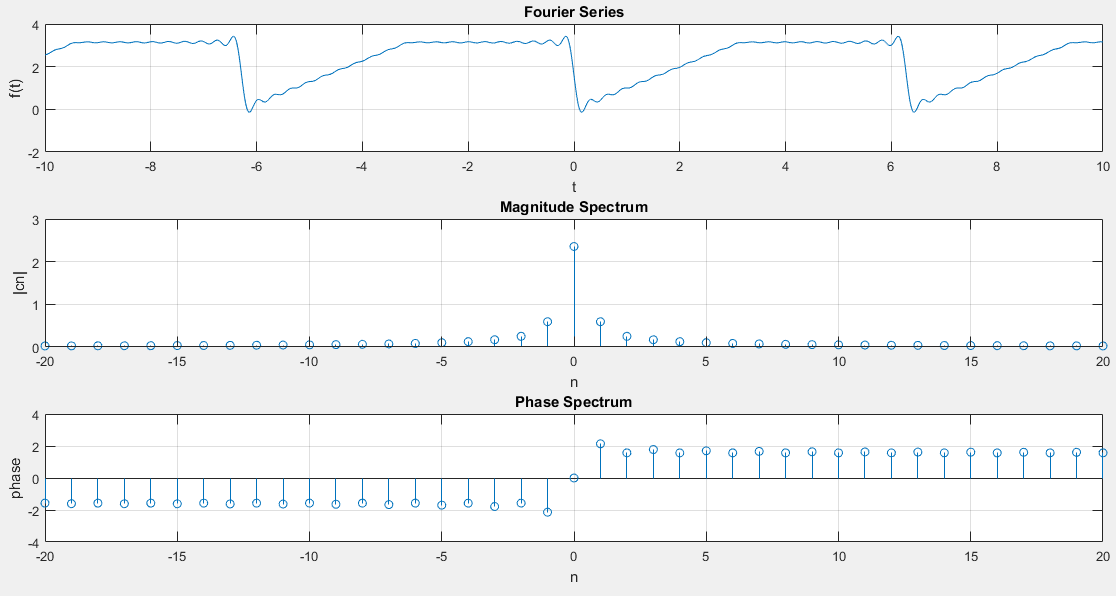 Fourier Series
4
2
0
-2
f(t)
-10 -8 -6 -4 -2 0 2 4 6 8 10
t
Magnitude Spectrum
3
2
1
0
|cn|
-20 -15 -10 -5 0 5 10 15 20
n
Phase Spectrum
4
2
0
-2
-4
phase
-20 -15 -10 -5 0 5 10 15 20
n